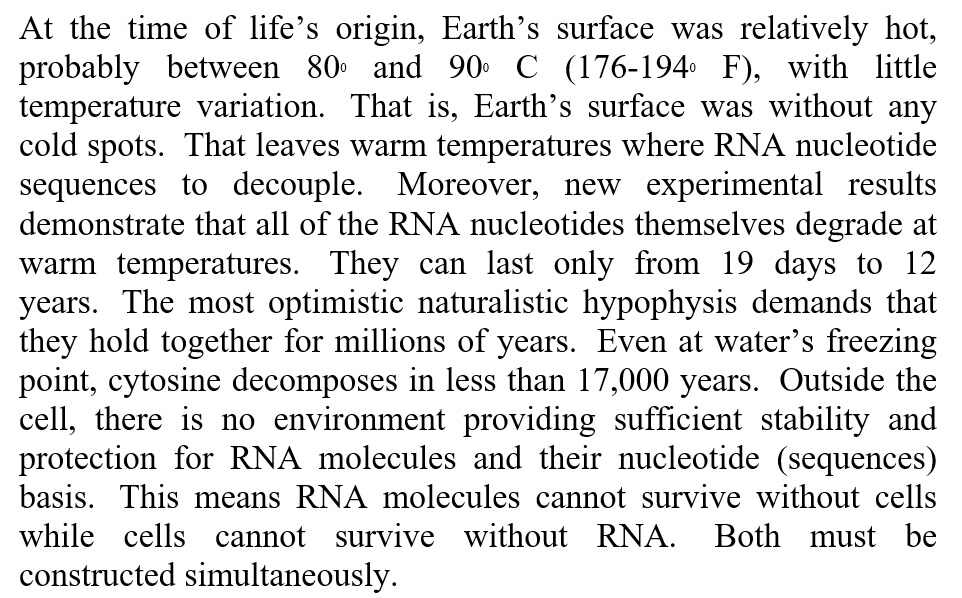 At the time of life’s origin, Earth’s surface was relatively hot,
probably between 80⁰ and 90⁰ C (176-194⁰ F), with little
temperature variation. That is, Earth’s surface was without any
cold spots. That leaves warm temperatures where RNA nucleotide
sequences to decouple. Moreover, new experimental results
demonstrate that all of the RNA nucleotides themselves degrade at
warm temperatures. They can last only from 19 days to 12
years. The most optimistic naturalistic hypophysis demands that
they hold together for millions of years. Even at water’s freezing
point, cytosine decomposes in less than 17,000 years. Outside the
cell, there is no environment providing sufficient stability and
protection for RNA molecules and their nucleotide (sequences)
basis. This means RNA molecules cannot survive without cells
while cells cannot survive without RNA. Both must be
constructed simultaneously.